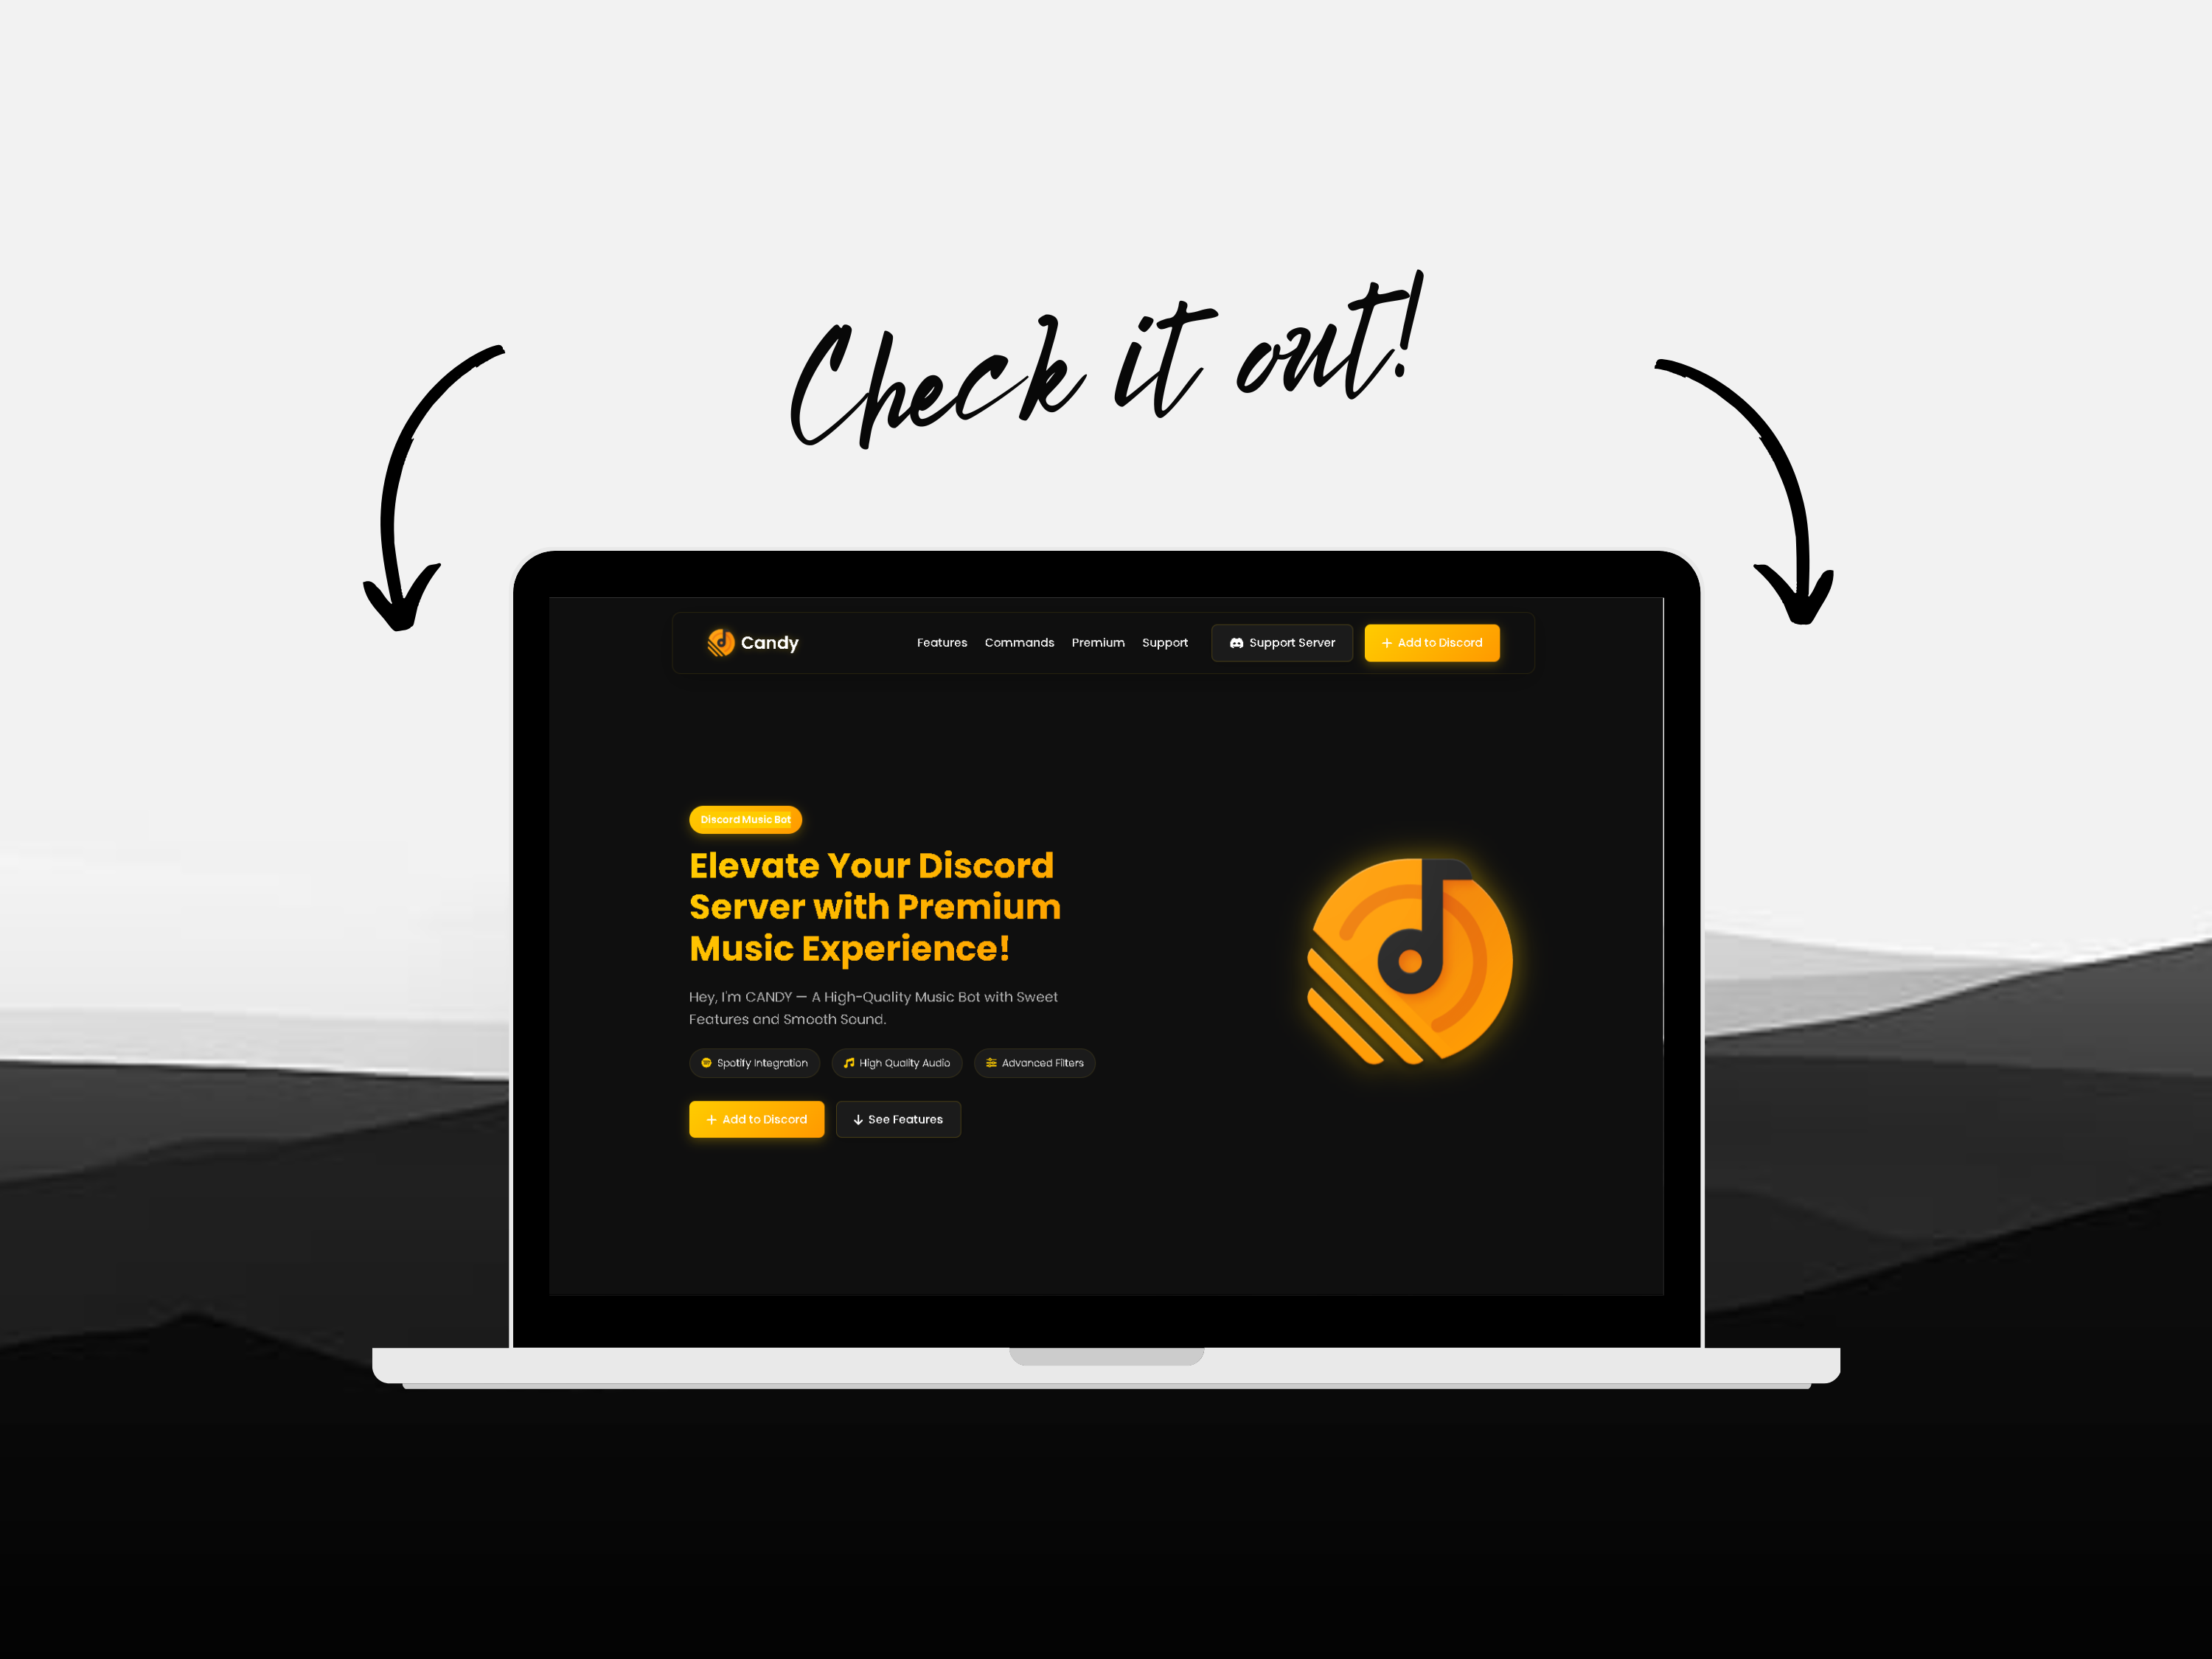 Check it out!
Candy
Features Commands Premium Support Support Server + Add to Discord
Discord Music Bot
Elevate Your Discord
Server with Premium
Music Experience!
Hey, I'm CANDY — A High-Quality Music Bot with Sweet
Features and Smooth Sound.
Spotify Integration High Quality Audio Advanced Filters
+ Add to Discord ↓ See Features